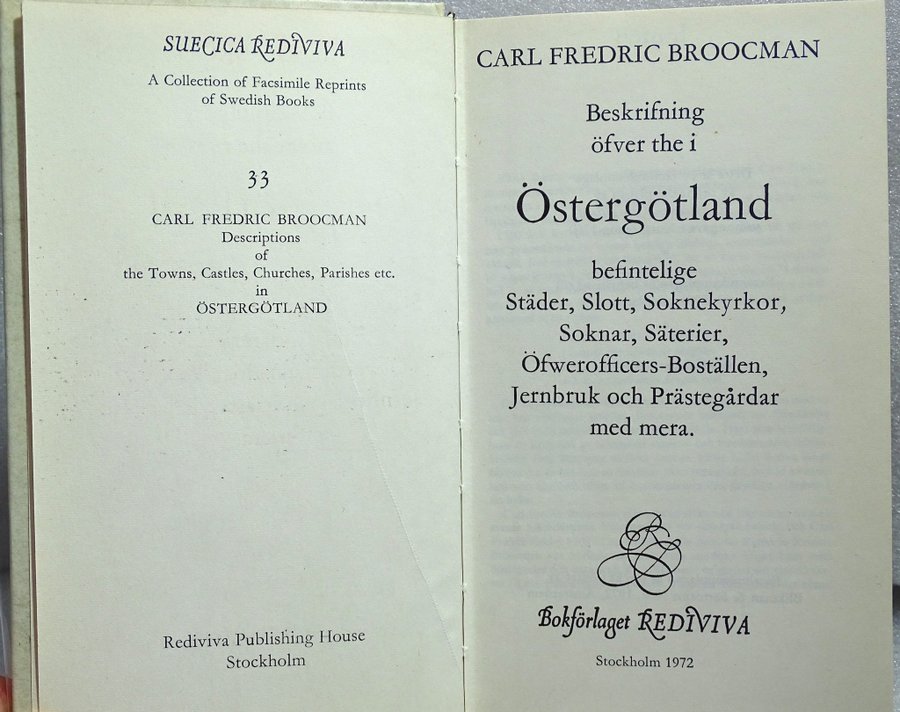 SUECICA REDIVIVA
A Collection of Facsimile Reprints
of Swedish Books
33
CARL FREDRIC BROOCMAN
Descriptions
of
the Towns, Castles, Churches, Parishes etc.
in
ÖSTERGÖTLAND
Rediviva Publishing House
Stockholm
CARL FREDRIC BROOCMAN
Beskrifning
öfver the i
Östergötland
befintelige
Städer, Slott, Soknekyrkor,
Soknar, Säterier,
Öfwerofficers-Boställen,
Jernbruk och Prästegårdar
med mera.
Bokförlaget REDIVIVA
Stockholm 1972